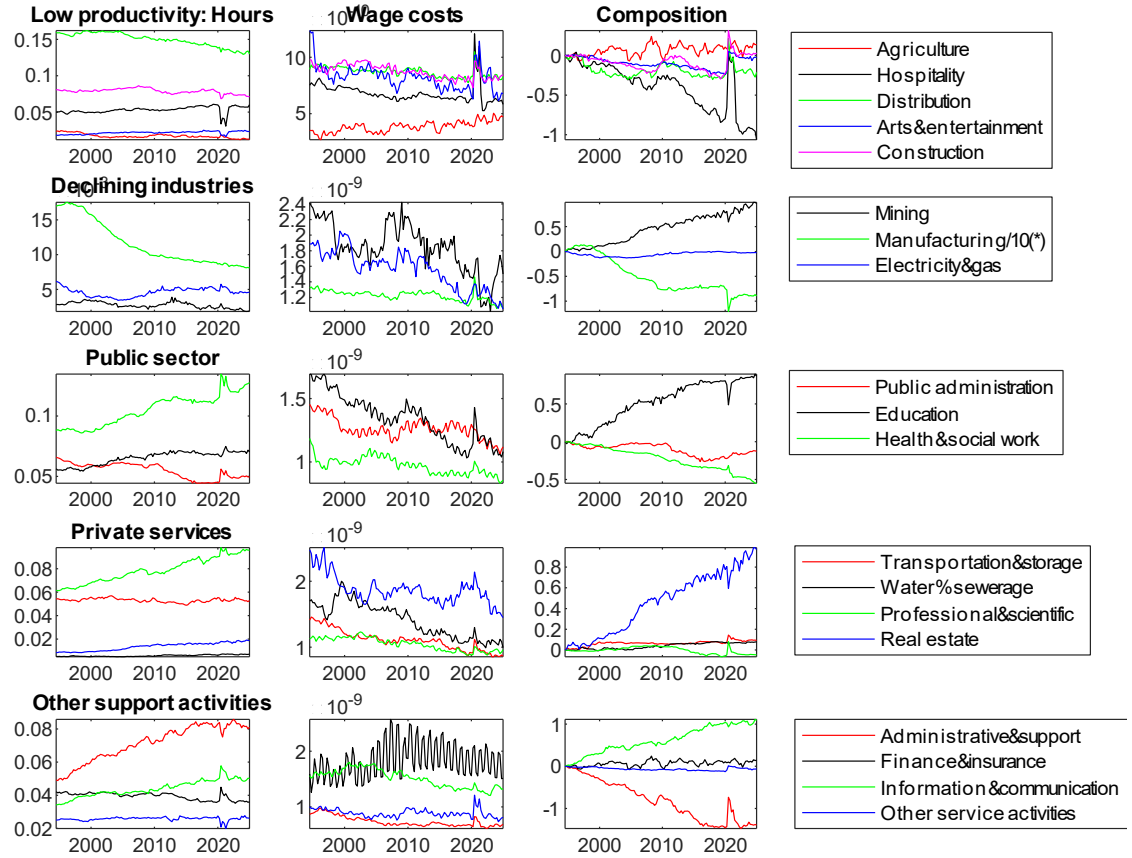 Low productivity: Hours
Wage costs
Composition
10^-10
0.15
0.1
0.05
2000 2010 2020
10
5
2000 2010 2020
0
-0.5
-1
2000 2010 2020
Agriculture
Hospitality
Distribution
Arts&entertainment
Construction
Declining industries
10^-3
10^-9
15
10
5
2000 2010 2020
2.4
2.2
2
1.8
1.6
1.4
1.2
2000 2010 2020
0.5
0
-0.5
-1
2000 2010 2020
Mining
Manufacturing/10(*)
Electricity&gas
Public sector
10^-9
0.1
0.05
2000 2010 2020
1.5
1
2000 2010 2020
0.5
0
-0.5
2000 2010 2020
Public administration
Education
Health&social work
Private services
10^-9
0.08
0.06
0.04
0.02
2000 2010 2020
2
1
2000 2010 2020
0.8
0.6
0.4
0.2
0
2000 2010 2020
Transportation&storage
Water%sewerage
Professional&scientific
Real estate
Other support activities
10^-9
0.08
0.06
0.04
0.02
2000 2010 2020
2
1
2000 2010 2020
1
0
-1
2000 2010 2020
Administrative&support
Finance&insurance
Information&communication
Other service activities